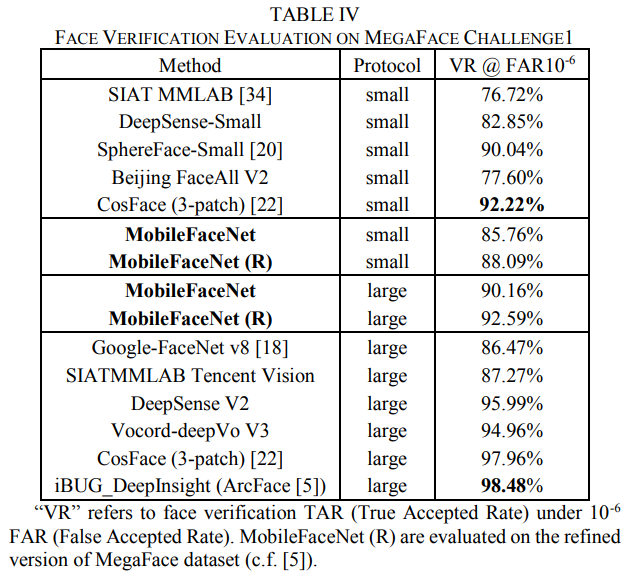 TABLE IV
FACE VERIFICATION EVALUATION ON MEGAFACE CHALLENGE1
Method Protocol VR @ FAR10⁻⁶
SIAT MMLAB [34] small 76.72%
DeepSense-Small small 82.85%
SphereFace-Small [20] small 90.04%
Beijing FaceAll V2 small 77.60%
CosFace (3-patch) [22] small 92.22%
MobileFaceNet small 85.76%
MobileFaceNet (R) small 88.09%
MobileFaceNet large 90.16%
MobileFaceNet (R) large 92.59%
Google-FaceNet v8 [18] large 86.47%
SIATMMLAB Tencent Vision large 87.27%
DeepSense V2 large 95.99%
Vocord-deepVo V3 large 94.96%
CosFace (3-patch) [22] large 97.96%
iBUG_DeepInsight (ArcFace [5]) large 98.48%
“VR” refers to face verification TAR (True Accepted Rate) under 10⁻⁶
FAR (False Accepted Rate). MobileFaceNet (R) are evaluated on the refined
version of MegaFace dataset (c.f. [5]).